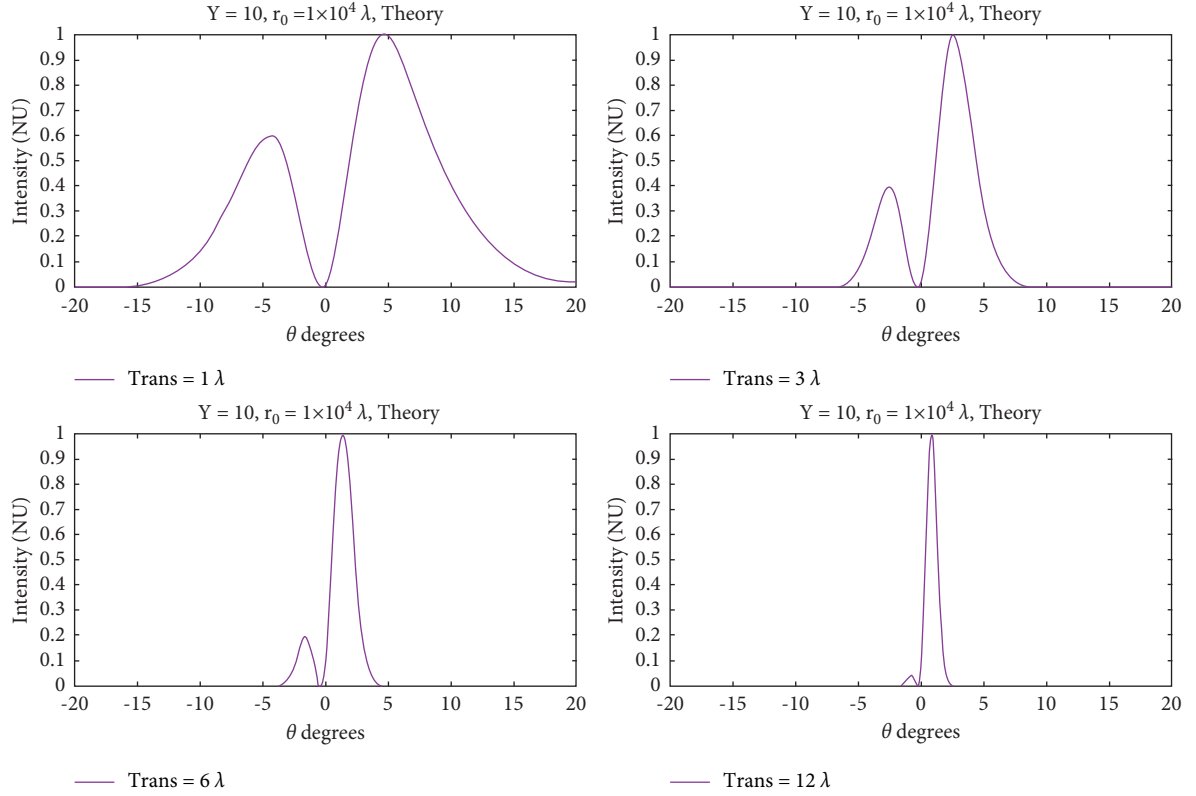 Y = 10, r₀ =1×10⁴ λ, Theory
Intensity (NU)
1
0.9
0.8
0.7
0.6
0.5
0.4
0.3
0.2
0.1
0
-20 -15 -10 -5 0 5 10 15 20
θ degrees
Trans = 1 λ
Y = 10, r₀ = 1×10⁴ λ, Theory
Intensity (NU)
1
0.9
0.8
0.7
0.6
0.5
0.4
0.3
0.2
0.1
0
-20 -15 -10 -5 0 5 10 15 20
θ degrees
Trans = 3 λ
Y = 10, r₀ = 1×10⁴ λ, Theory
Intensity (NU)
1
0.9
0.8
0.7
0.6
0.5
0.4
0.3
0.2
0.1
0
-20 -15 -10 -5 0 5 10 15 20
θ degrees
Trans = 6 λ
Y = 10, r₀ = 1×10⁴ λ, Theory
Intensity (NU)
1
0.9
0.8
0.7
0.6
0.5
0.4
0.3
0.2
0.1
0
-20 -15 -10 -5 0 5 10 15 20
θ degrees
Trans = 12 λ